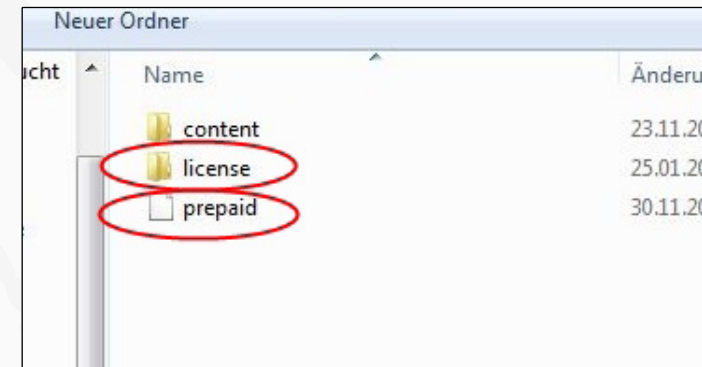 Neuer Ordner
ucht Name Änderu
content 23.11.20
license 25.01.20
prepaid 30.11.20